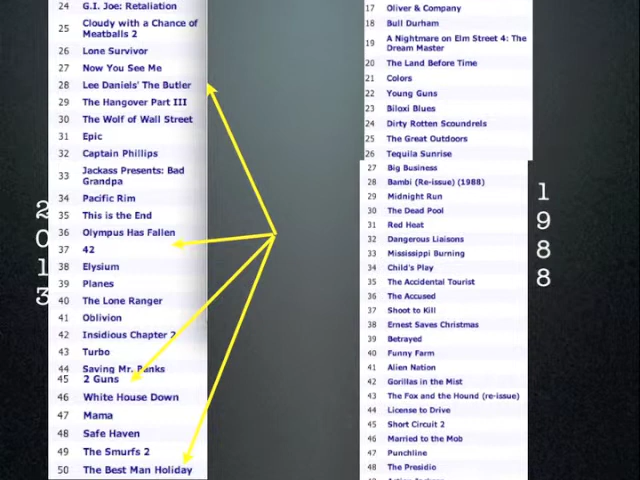 24 G.I. Joe: Retaliation
25 Cloudy with a Chance of
Meatballs 2
26 Lone Survivor
27 Now You See Me
28 Lee Daniels' The Butler
29 The Hangover Part III
30 The Wolf of Wall Street
31 Epic
32 Captain Phillips
33 Jackass Presents: Bad
Grandpa
34 Pacific Rim
35 This is the End
36 Olympus Has Fallen
37 42
38 Elysium
39 Planes
40 The Lone Ranger
41 Oblivion
42 Insidious Chapter 2
43 Turbo
44 Saving Mr. Banks
45 2 Guns
46 White House Down
47 Mama
48 Safe Haven
49 The Smurfs 2
50 The Best Man Holiday
2
0
1
3
17 Oliver & Company
18 Bull Durham
19 A Nightmare on Elm Street 4: The
Dream Master
20 The Land Before Time
21 Colors
22 Young Guns
23 Biloxi Blues
24 Dirty Rotten Scoundrels
25 The Great Outdoors
26 Tequila Sunrise
27 Big Business
28 Bambi (Re-issue) (1988)
29 Midnight Run
30 The Dead Pool
31 Red Heat
32 Dangerous Liaisons
33 Mississippi Burning
34 Child's Play
35 The Accidental Tourist
36 The Accused
37 Shoot to Kill
38 Ernest Saves Christmas
39 Betrayed
40 Funny Farm
41 Alien Nation
42 Gorillas in the Mist
43 The Fox and the Hound (re-issue)
44 License to Drive
45 Short Circuit 2
46 Married to the Mob
47 Punchline
48 The Presidio
1
9
8
8